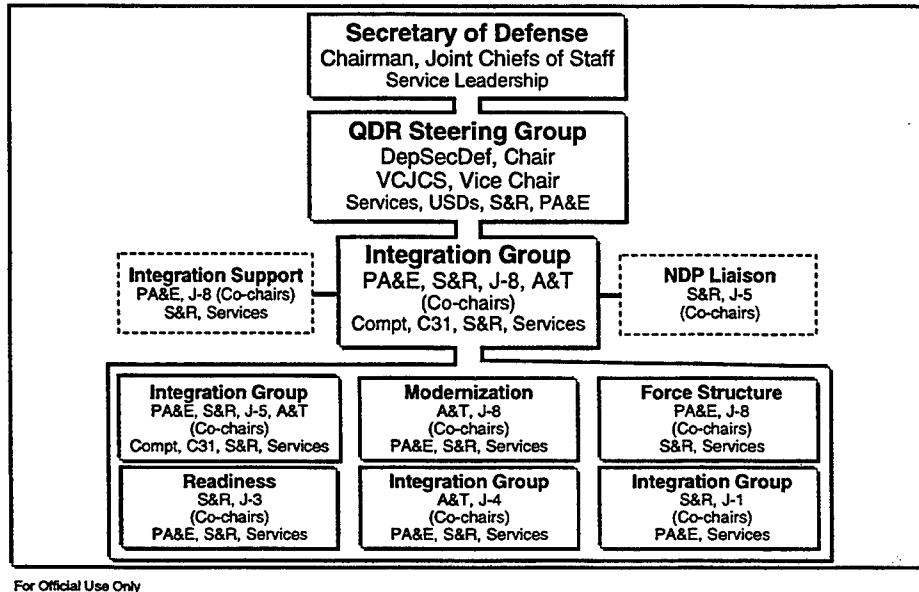 Secretary of Defense
Chairman, Joint Chiefs of Staff
Service Leadership
QDR Steering Group
DepSecDef, Chair
VCJCS, Vice Chair
Services, USDs, S&R, PA&E
Integration Support
PA&E, J-8 (Co-chairs)
S&R, Services
Integration Group
PA&E, S&R, J-8, A&T
(Co-chairs)
Compt, C31, S&R, Services
NDP Liaison
S&R, J-5
(Co-chairs)
Integration Group
PA&E, S&R, J-5, A&T
(Co-chairs)
Compt, C31, S&R, Services
Modernization
A&T, J-8
(Co-chairs)
PA&E, S&R, Services
Force Structure
PA&E, J-8
(Co-chairs)
S&R, Services
Readiness
S&R, J-3
(Co-chairs)
PA&E, S&R, Services
Integration Group
A&T, J-4
(Co-chairs)
PA&E, S&R, Services
Integration Group
S&R, J-1
(Co-chairs)
PA&E, Services
For Official Use Only